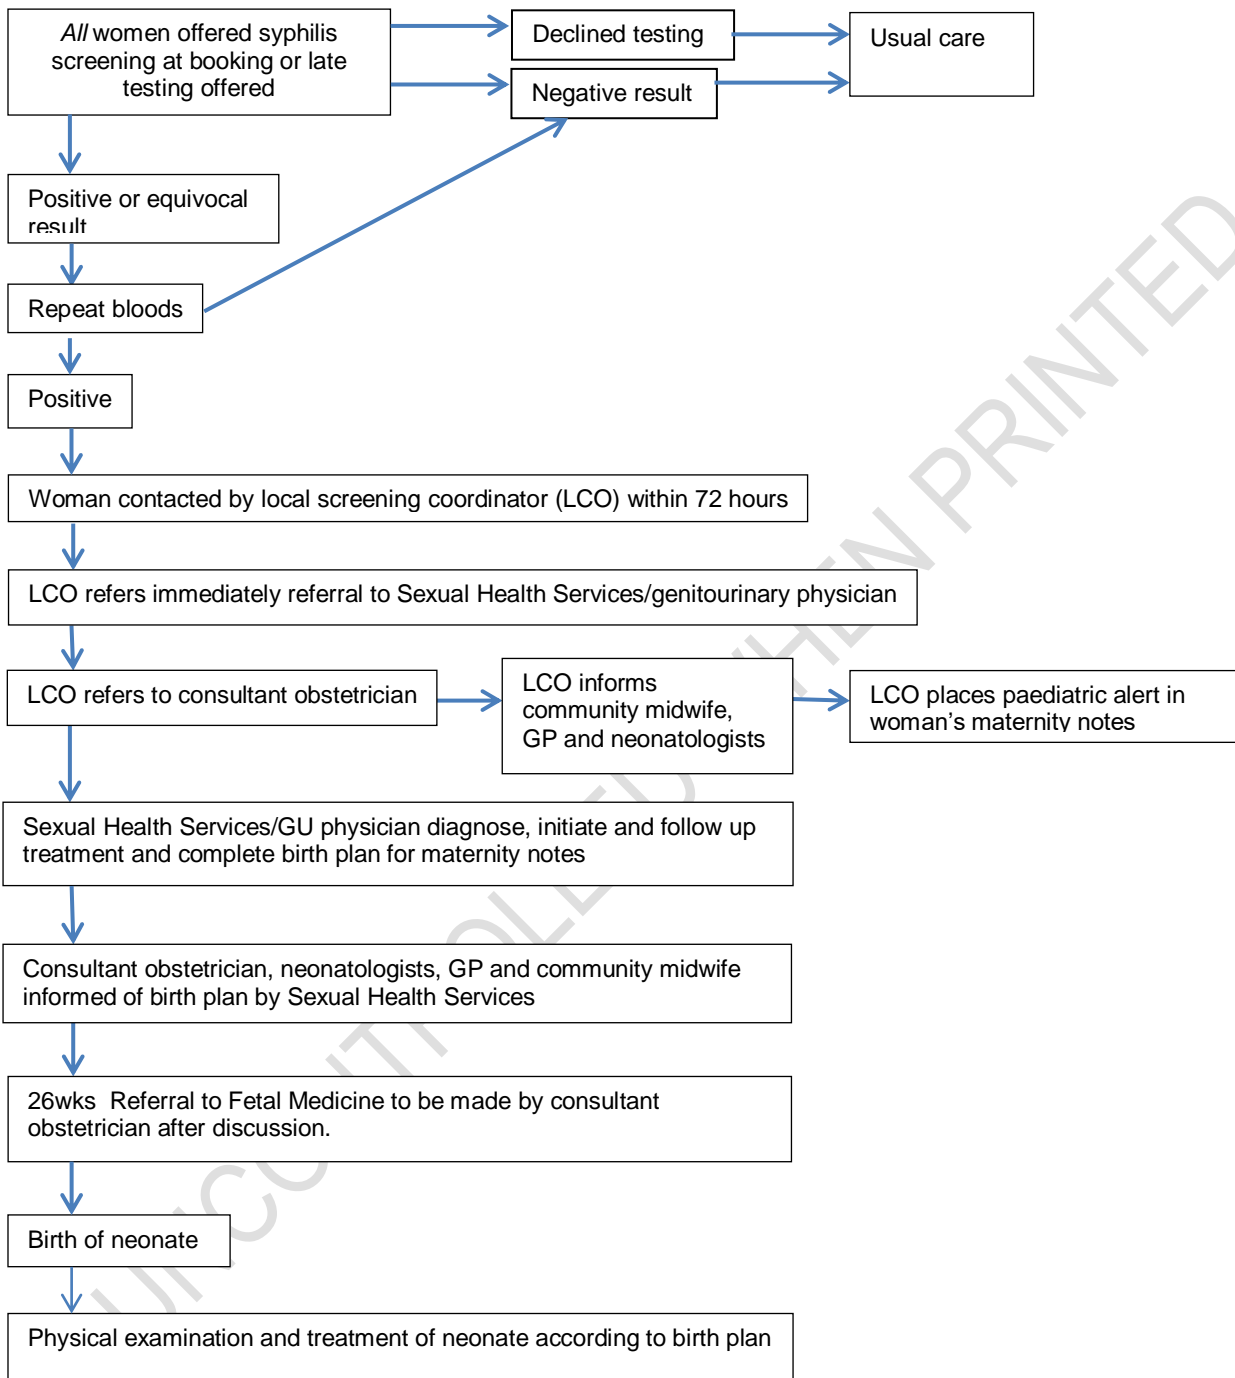 All women offered syphilis
screening at booking or late
testing offered
Declined testing
Usual care
Negative result
Positive or equivocal
result
Repeat bloods
Positive
Woman contacted by local screening coordinator (LCO) within 72 hours
LCO refers immediately referral to Sexual Health Services/genitourinary physician
LCO refers to consultant obstetrician
LCO informs
community midwife,
GP and neonatologists
LCO places paediatric alert in
woman's maternity notes
Sexual Health Services/GU physician diagnose, initiate and follow up
treatment and complete birth plan for maternity notes
Consultant obstetrician, neonatologists, GP and community midwife
informed of birth plan by Sexual Health Services
26wks Referral to Fetal Medicine to be made by consultant
obstetrician after discussion.
Birth of neonate
Physical examination and treatment of neonate according to birth plan
UNCONTROLLED WHEN PRINTED